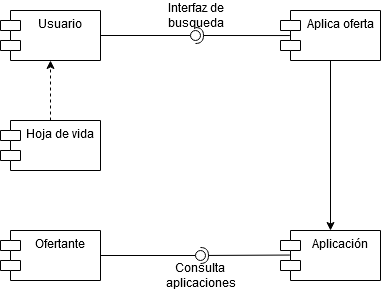 Usuario
Interfaz de
busqueda
Aplica oferta
Hoja de vida
Ofertante
Consulta
aplicaciones
Aplicación